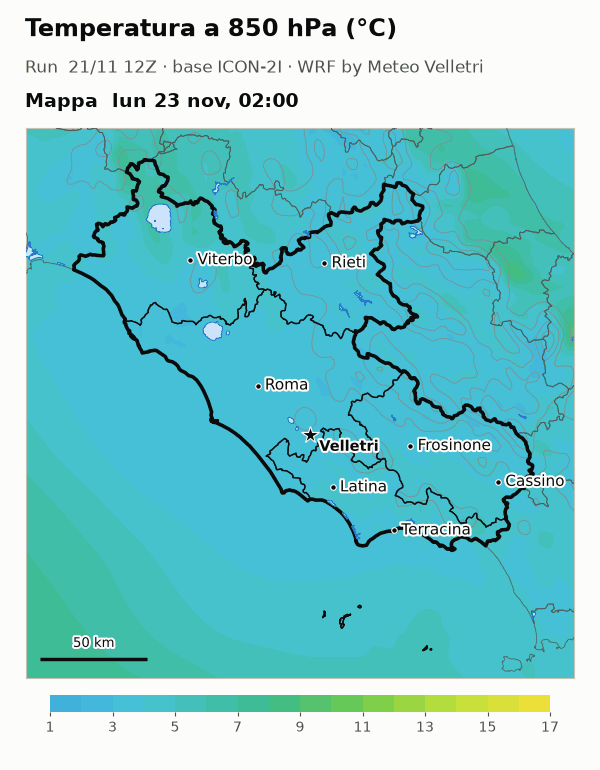 Temperatura a 850 hPa (°C)
Run 21/11 12Z · base ICON-2I · WRF by Meteo Velletri
Mappa lun 23 nov, 02:00
Viterbo
Rieti
Roma
Velletri
Frosinone
Cassino
Latina
Terracina
50 km
1 3 5 7 9 11 13 15 17